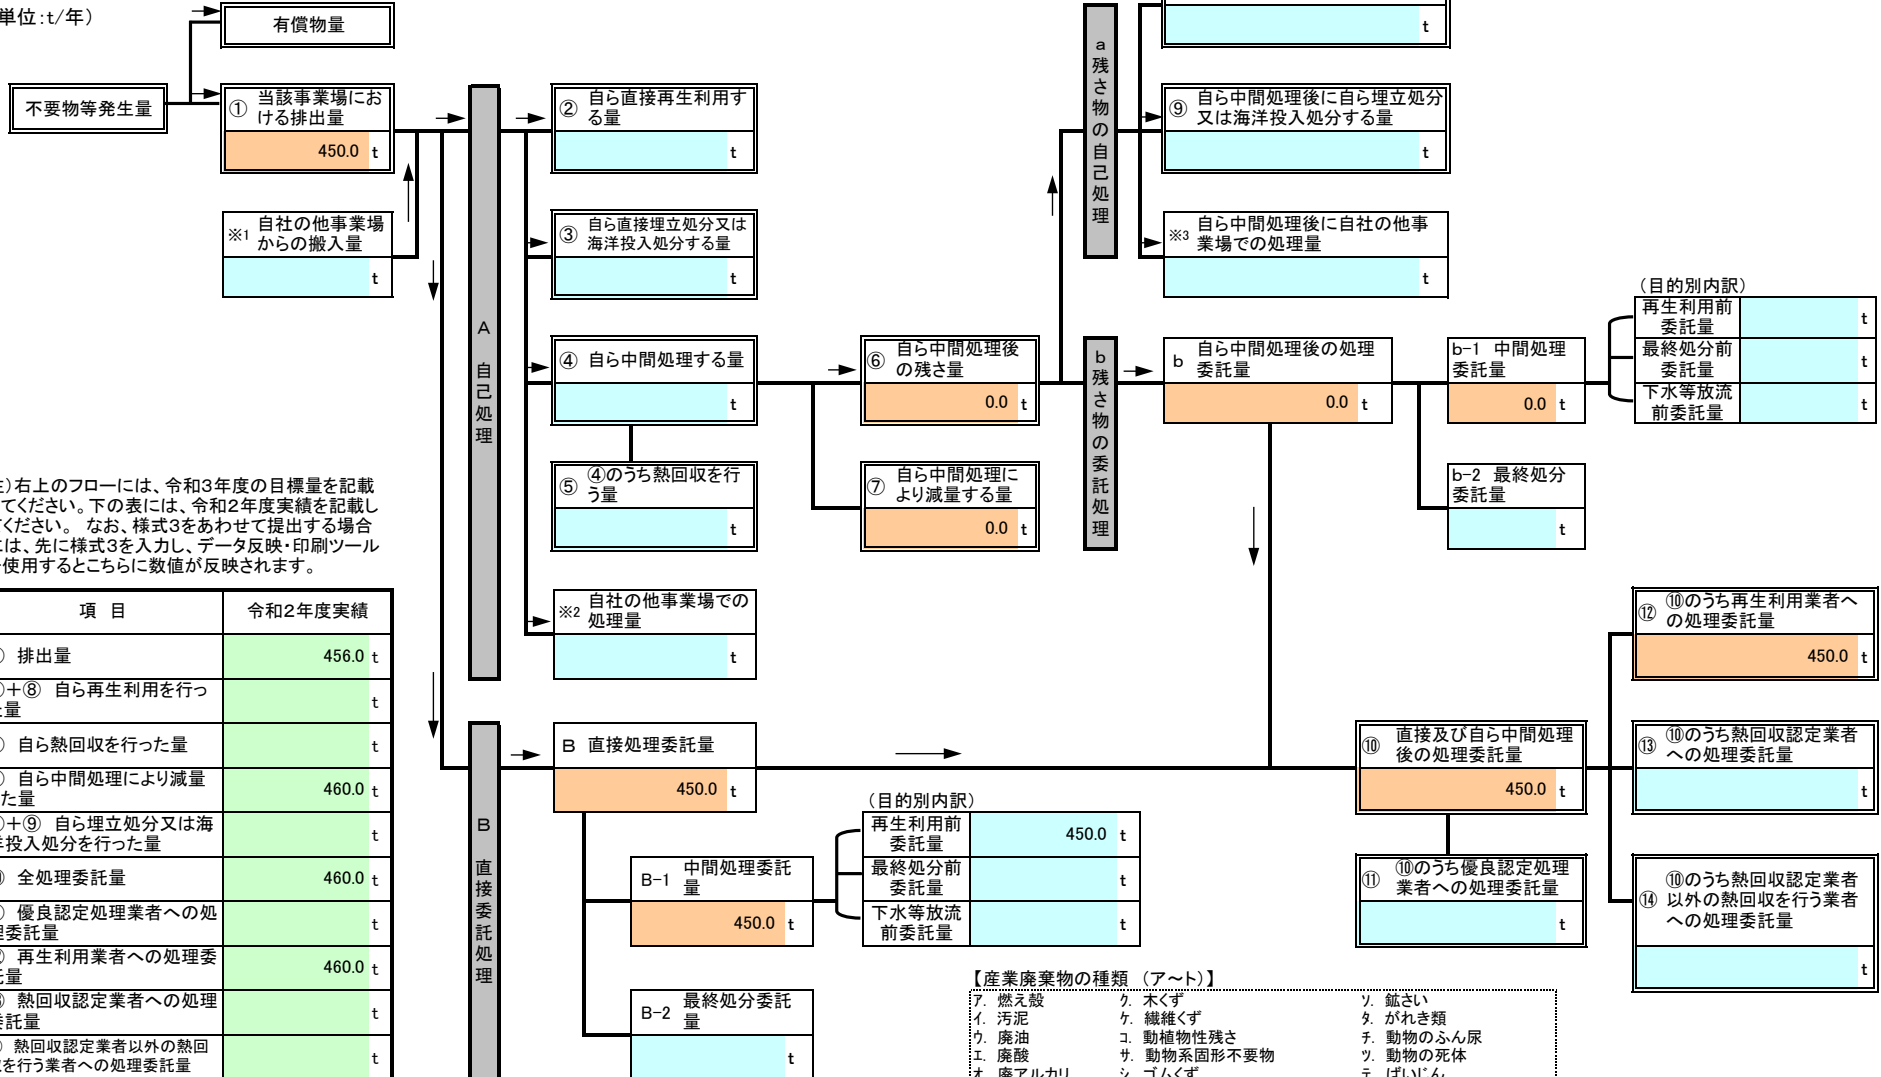 単位:t/年)
有償物量
不要物等発生量
① 当該事業場にお
ける排出量
450.0 t
※1 自社の他事業場
からの搬入量
t
A 自己処理
② 自ら直接再生利用す
る量
t
③ 自ら直接埋立処分又は
海洋投入処分する量
t
④ 自ら中間処理する量
t
⑤ ④のうち熱回収を行
う量
t
※2 自社の他事業場での
処理量
t
⑥ 自ら中間処理後
の残さ量
0.0 t
⑦ 自ら中間処理に
より減量する量
0.0 t
a 残さ物の自己処理
t
⑨ 自ら中間処理後に自ら埋立処分
又は海洋投入処分する量
t
※3 自ら中間処理後に自社の他事
業場での処理量
t
b 残さ物の委託処理
b 自ら中間処理後の処理
委託量
0.0 t
b-1 中間処理
委託量
0.0 t
b-2 最終処分
委託量
t
(目的別内訳)
再生利用前
委託量
t
最終処分前
委託量
t
下水等放流
前委託量
t
)右上のフローには、令和3年度の目標量を記載
てください。下の表には、令和2年度実績を記載し
ください。 なお、様式3をあわせて提出する場合
は、先に様式3を入力し、データ反映・印刷ツール
使用するとこちらに数値が反映されます。
項 目 令和2年度実績
) 排出量 456.0 t
)+⑧ 自ら再生利用を行っ
量
t
) 自ら熱回収を行った量 t
) 自ら中間処理により減量
た量
460.0 t
)+⑨ 自ら埋立処分又は海
投入処分を行った量
t
) 全処理委託量 460.0 t
) 優良認定処理業者への処
委託量
t
) 再生利用業者への処理委
量
460.0 t
) 熱回収認定業者への処理
託量
t
) 熱回収認定業者以外の熱回
を行う業者への処理委託量
t
B 直接委託処理
B 直接処理委託量
450.0 t
B-1 中間処理委託
量
450.0 t
B-2 最終処分委託
量
t
(目的別内訳)
再生利用前
委託量
450.0 t
最終処分前
委託量
t
下水等放流
前委託量
t
⑩ 直接及び自ら中間処理
後の処理委託量
450.0 t
⑪ ⑩のうち優良認定処理
業者への処理委託量
t
⑫ ⑩のうち再生利用業者へ
の処理委託量
450.0 t
⑬ ⑩のうち熱回収認定業者
への処理委託量
t
⑭ ⑩のうち熱回収認定業者
以外の熱回収を行う業者
への処理委託量
t
【産業廃棄物の種類 (ア～ト)】
ア. 燃え殻 ク. 木くず ソ. 鉱さい
イ. 汚泥 ケ. 繊維くず タ. がれき類
ウ. 廃油 コ. 動植物性残さ チ. 動物のふん尿
エ. 廃酸 サ. 動物系固形不要物 ツ. 動物の死体
オ. 廃アルカリ シ. ゴムくず テ. ばいじん